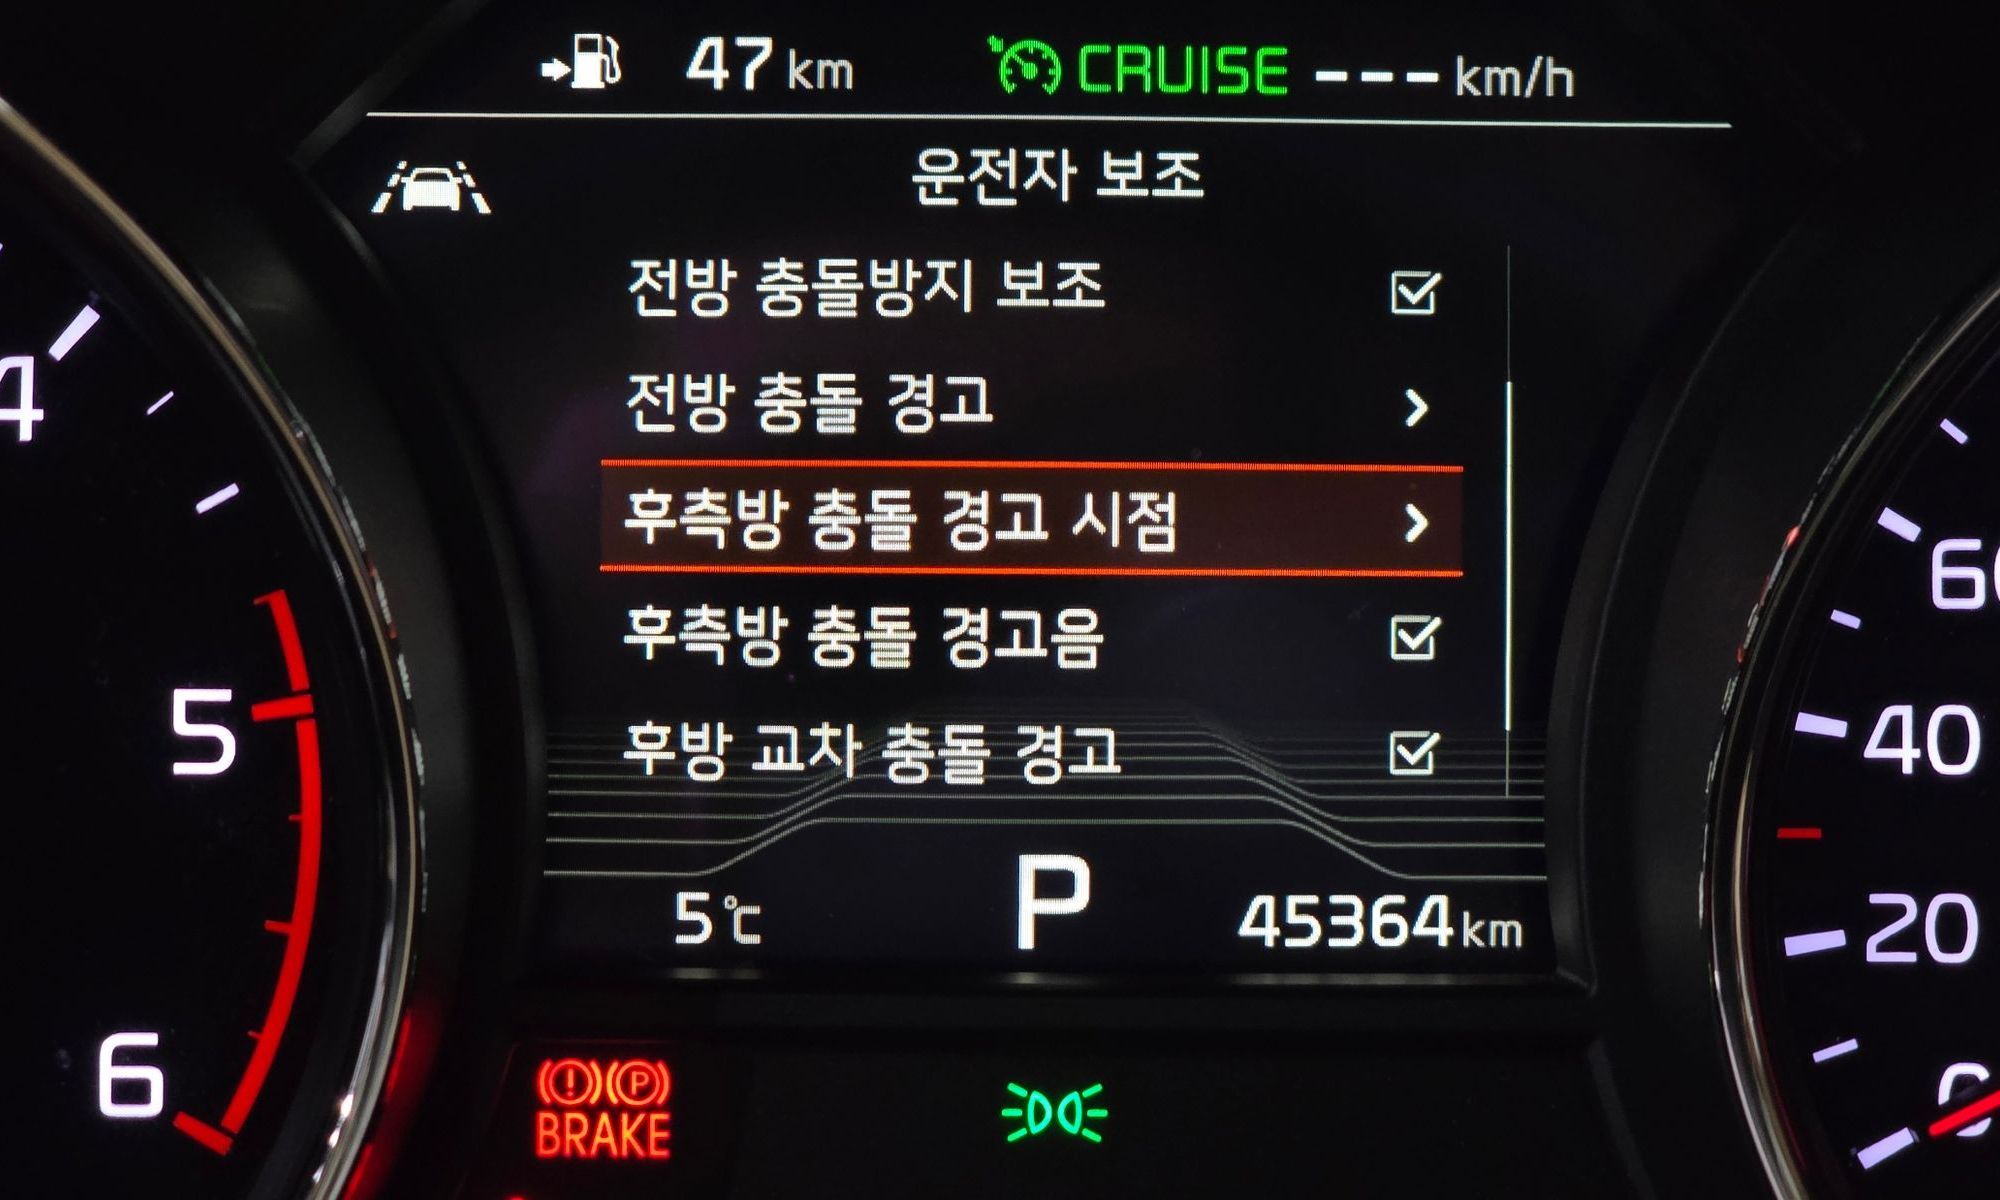 47 km CRUISE --- km/h
운전자 보조
전방 충돌방지 보조
전방 충돌 경고
후측방 충돌 경고 시점
후측방 충돌 경고음
후방 교차 충돌 경고
5℃ P 45364 km
(!)(P)
BRAKE
4
5
6
60
40
20
0